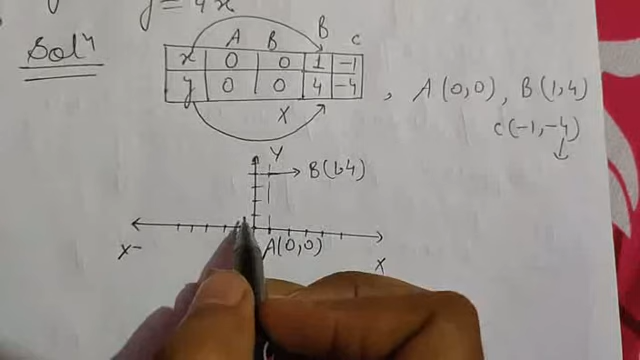 y = 4x
Solⁿ
A B B C
x 0 0 1 -1
y 0 0 4 -4
X
, A(0,0), B(1,4)
C(-1,-4)
Y
B(1,4)
X-
A(0,0)
X